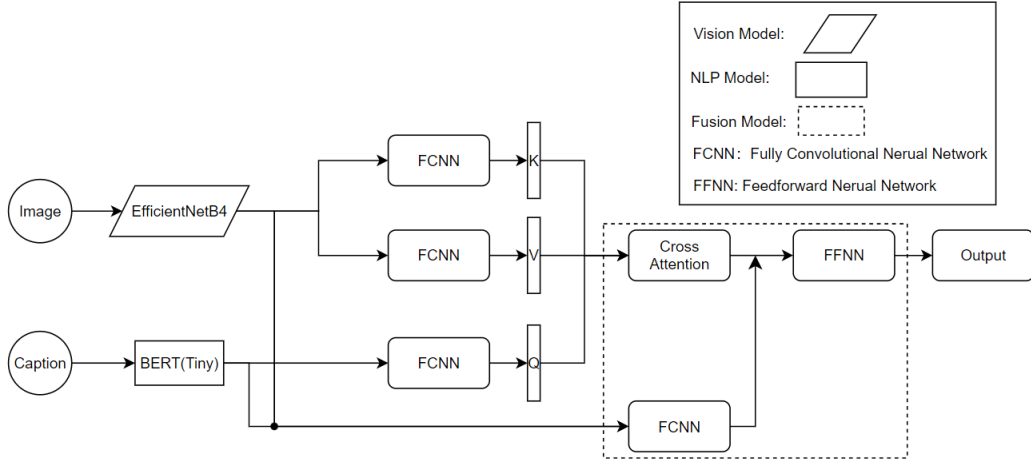 Vision Model:
NLP Model:
Fusion Model:
FCNN: Fully Convolutional Nerual Network
FFNN: Feedforward Nerual Network
Image
EfficientNetB4
FCNN
K
FCNN
V
Cross
Attention
FFNN
Output
Caption
BERT(Tiny)
FCNN
Q
FCNN